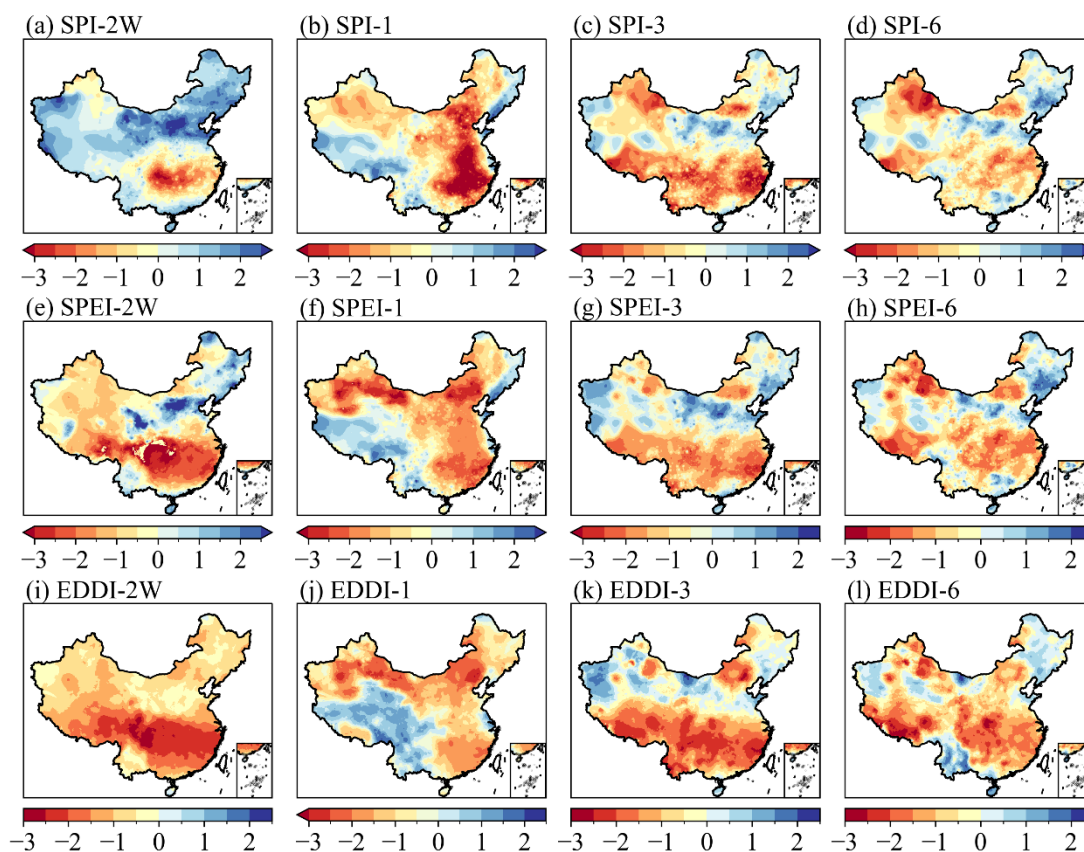 (a) SPI-2W (b) SPI-1 (c) SPI-3 (d) SPI-6
−3 −2 −1 0 1 2 −3 −2 −1 0 1 2 −3 −2 −1 0 1 2 −3 −2 −1 0 1 2
(e) SPEI-2W (f) SPEI-1 (g) SPEI-3 (h) SPEI-6
−3 −2 −1 0 1 2 −3 −2 −1 0 1 2 −3 −2 −1 0 1 2 −3 −2 −1 0 1 2
(i) EDDI-2W (j) EDDI-1 (k) EDDI-3 (l) EDDI-6
−3 −2 −1 0 1 2 −3 −2 −1 0 1 2 −3 −2 −1 0 1 2 −3 −2 −1 0 1 2